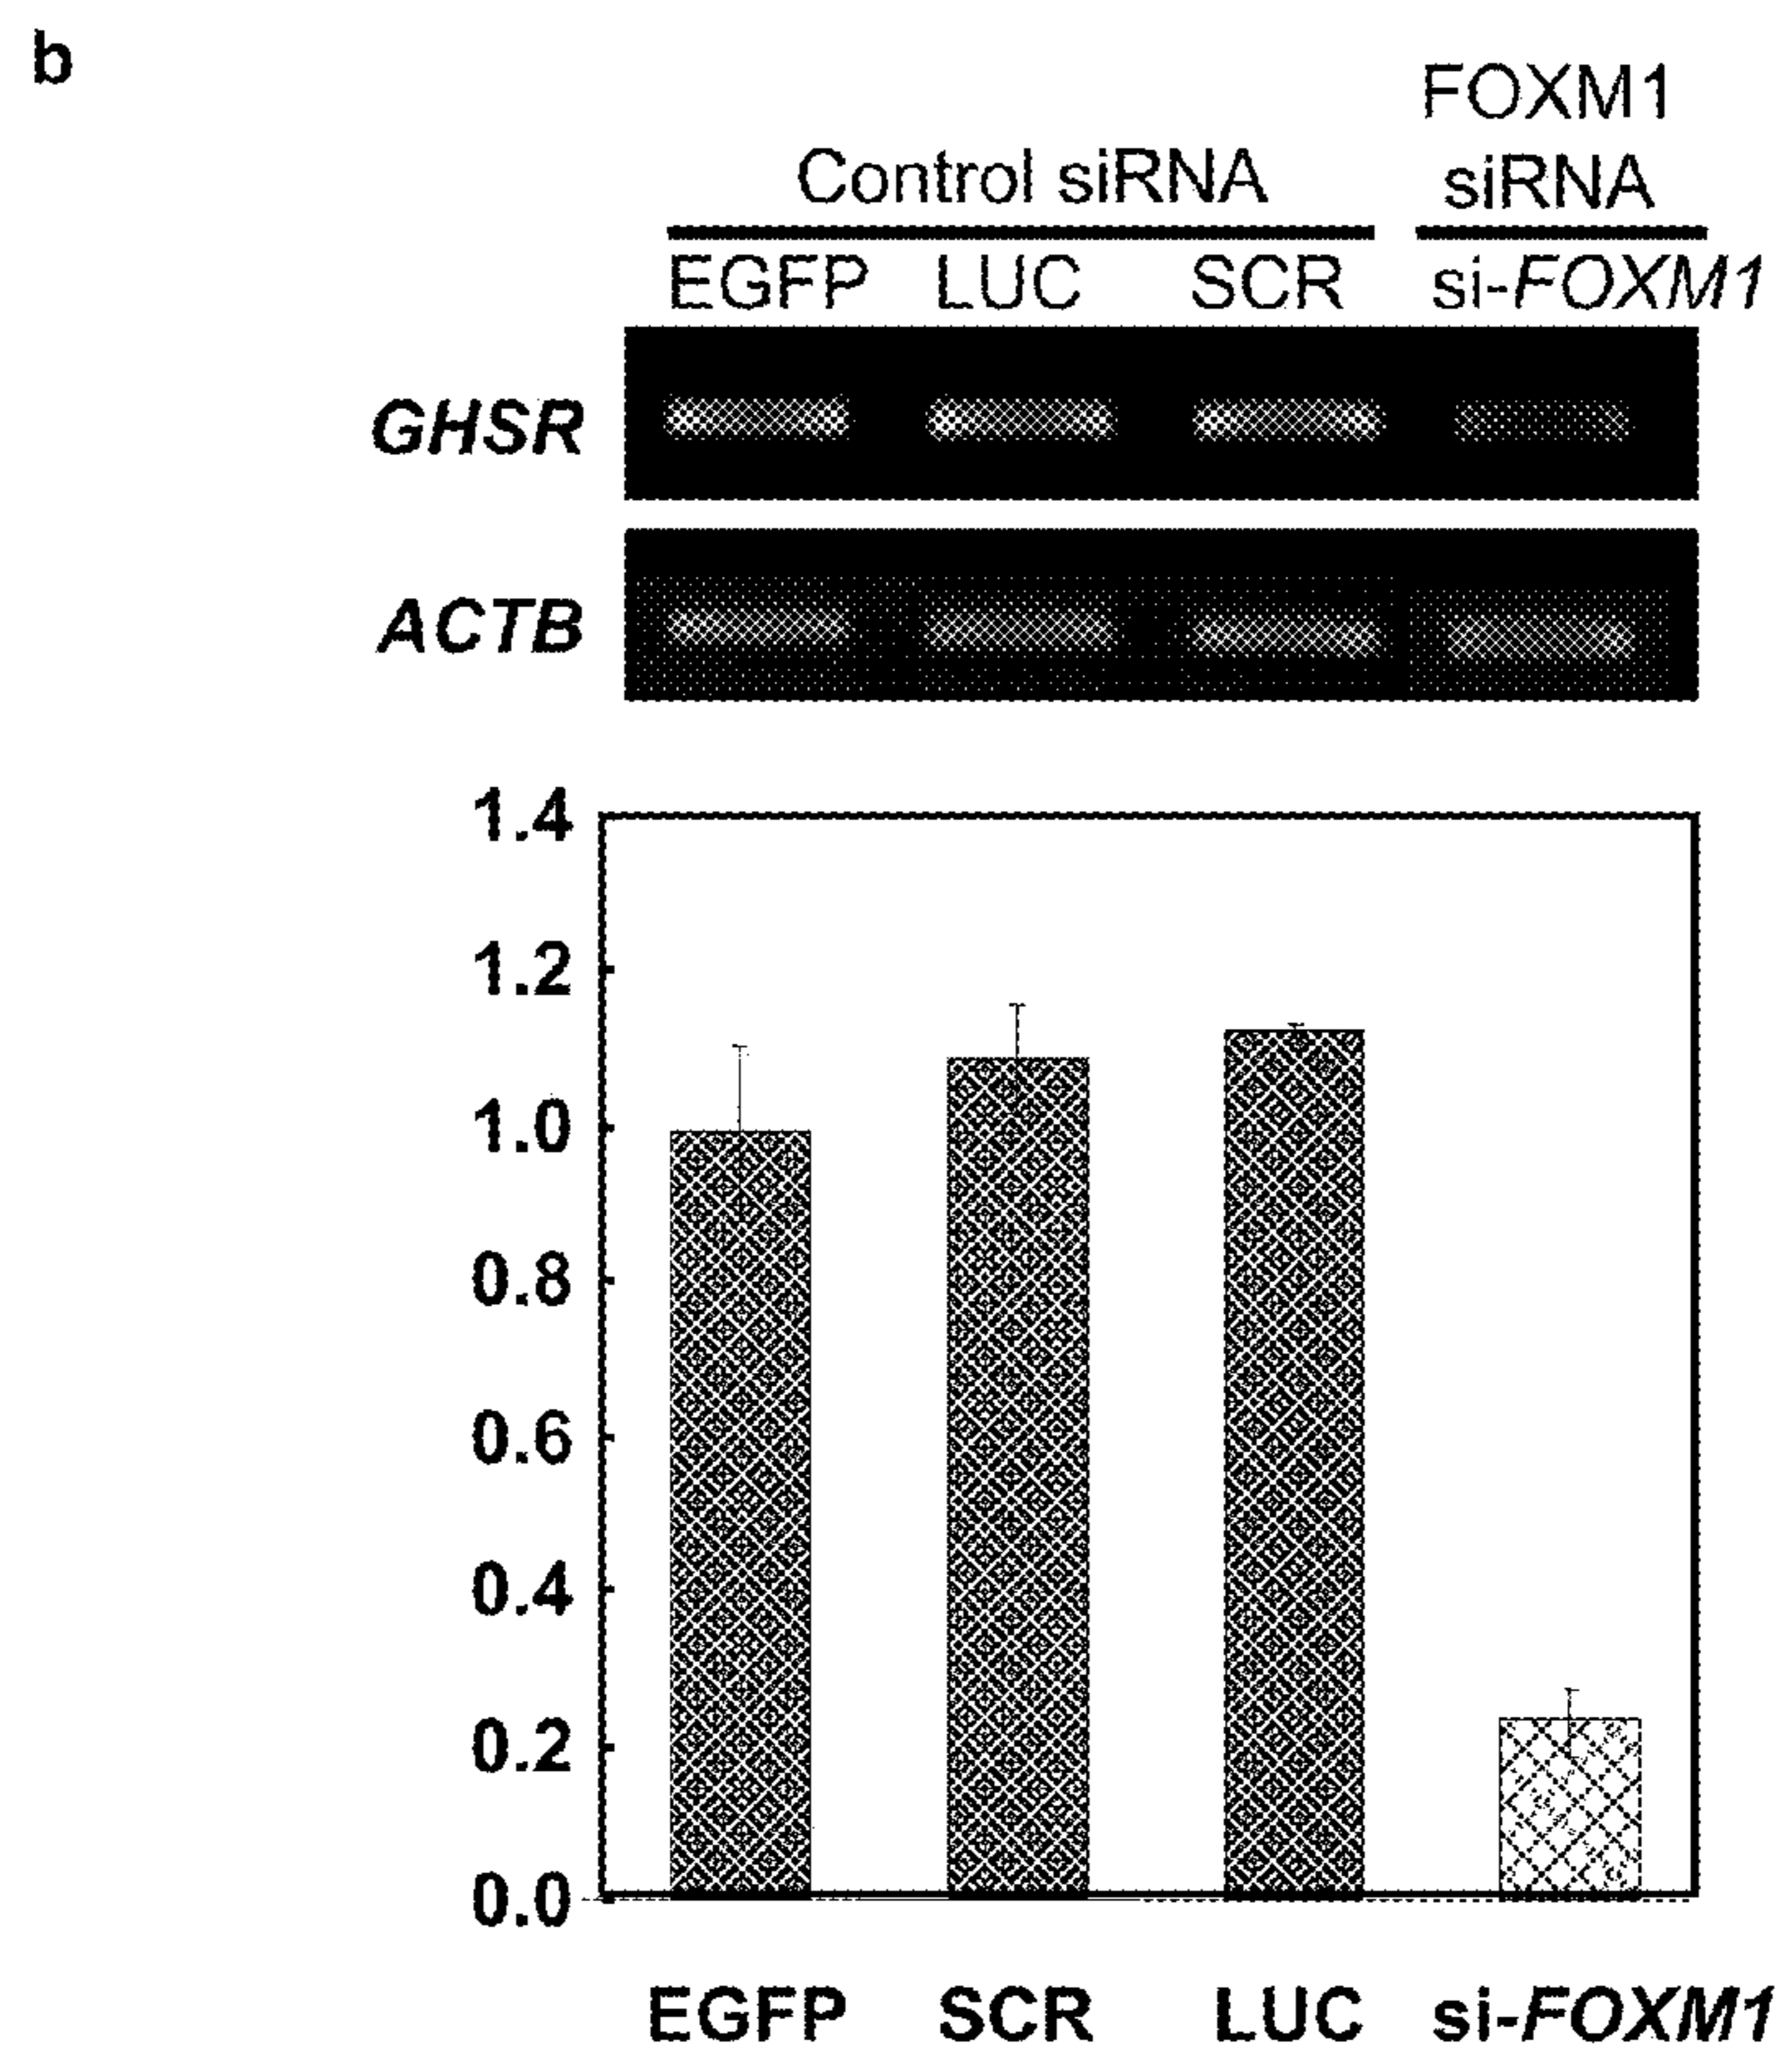 b
FOXM1
Control siRNA siRNA
EGFP LUC SCR si-FOXM1
GHSR
ACTB
1.4
1.2
1.0
0.8
0.6
0.4
0.2
0.0
EGFP SCR LUC si-FOXM1